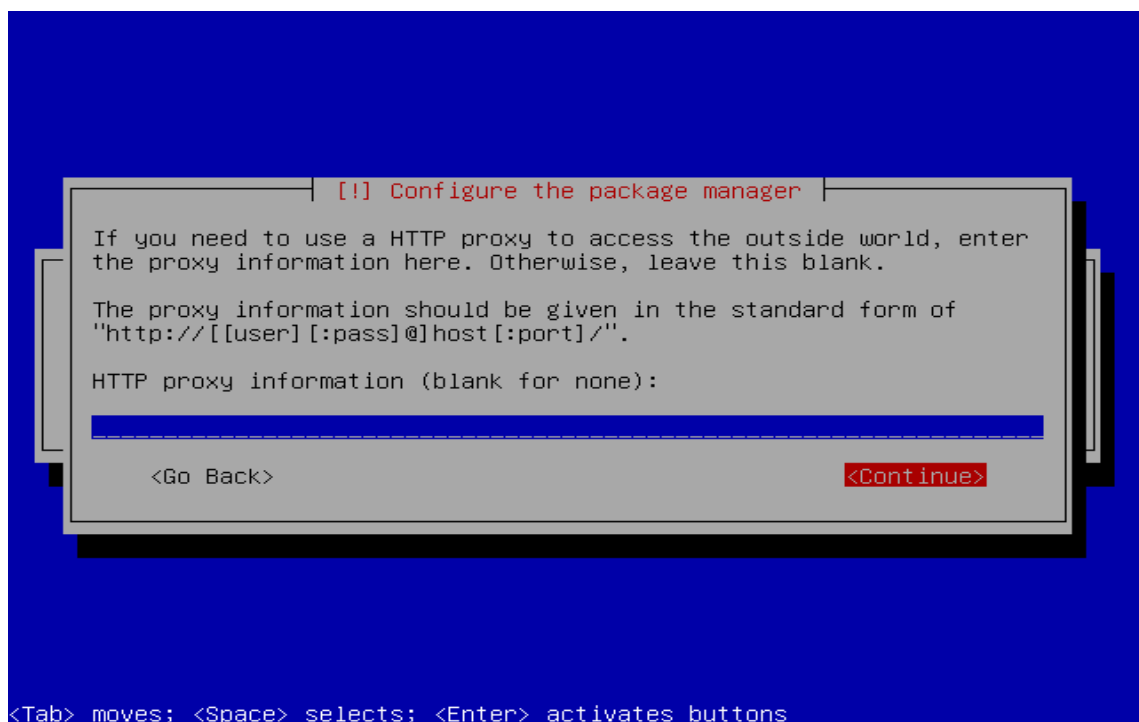 [!] Configure the package manager
If you need to use a HTTP proxy to access the outside world, enter
the proxy information here. Otherwise, leave this blank.
The proxy information should be given in the standard form of
"http://[[user][:pass]@]host[:port]/".
HTTP proxy information (blank for none):
<Go Back> <Continue>
<Tab> moves; <Space> selects; <Enter> activates buttons